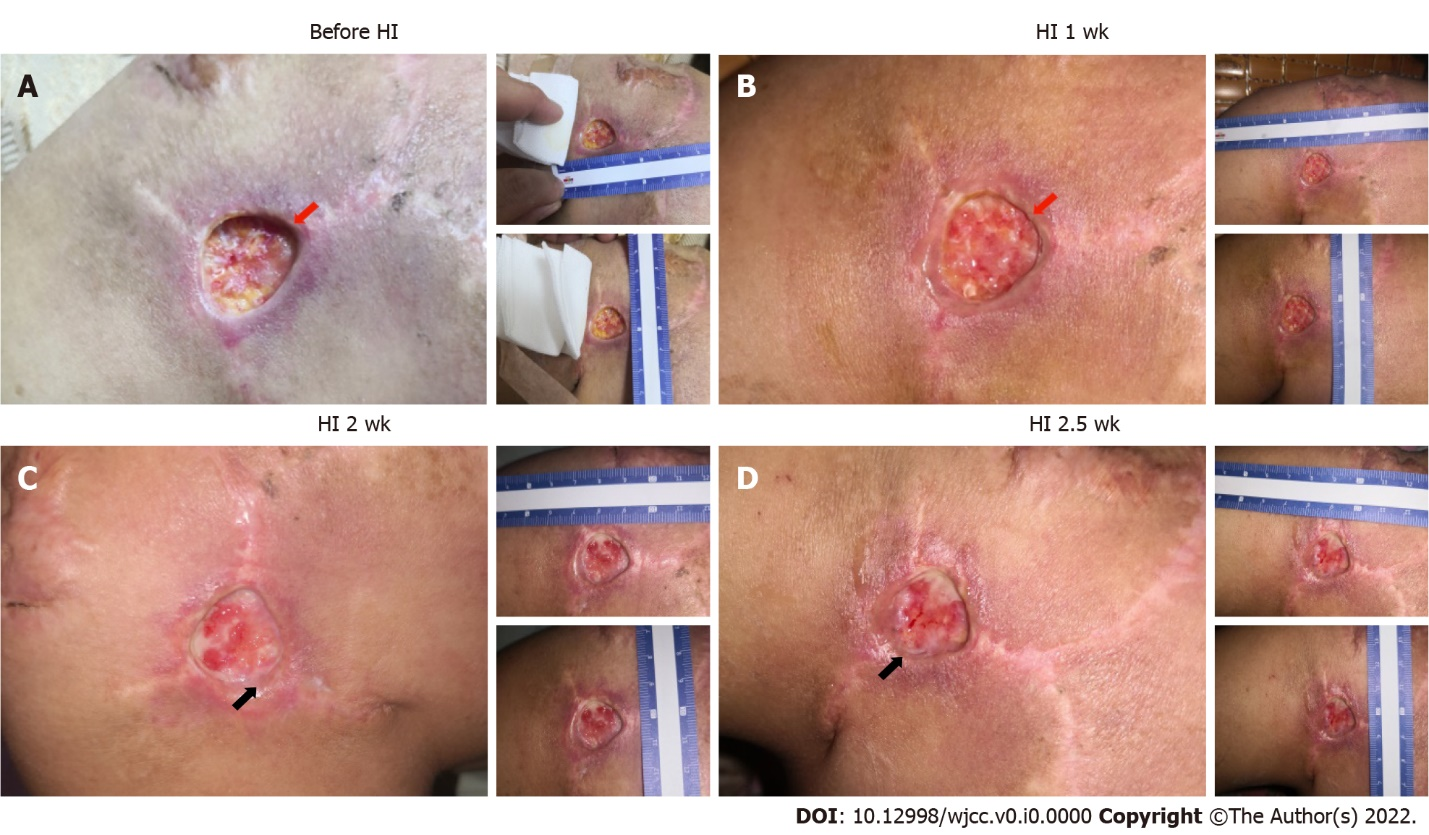 Before HI
HI 1 wk
A
B
HI 2 wk
HI 2.5 wk
C
D
DOI: 10.12998/wjcc.v0.i0.0000 Copyright ©The Author(s) 2022.